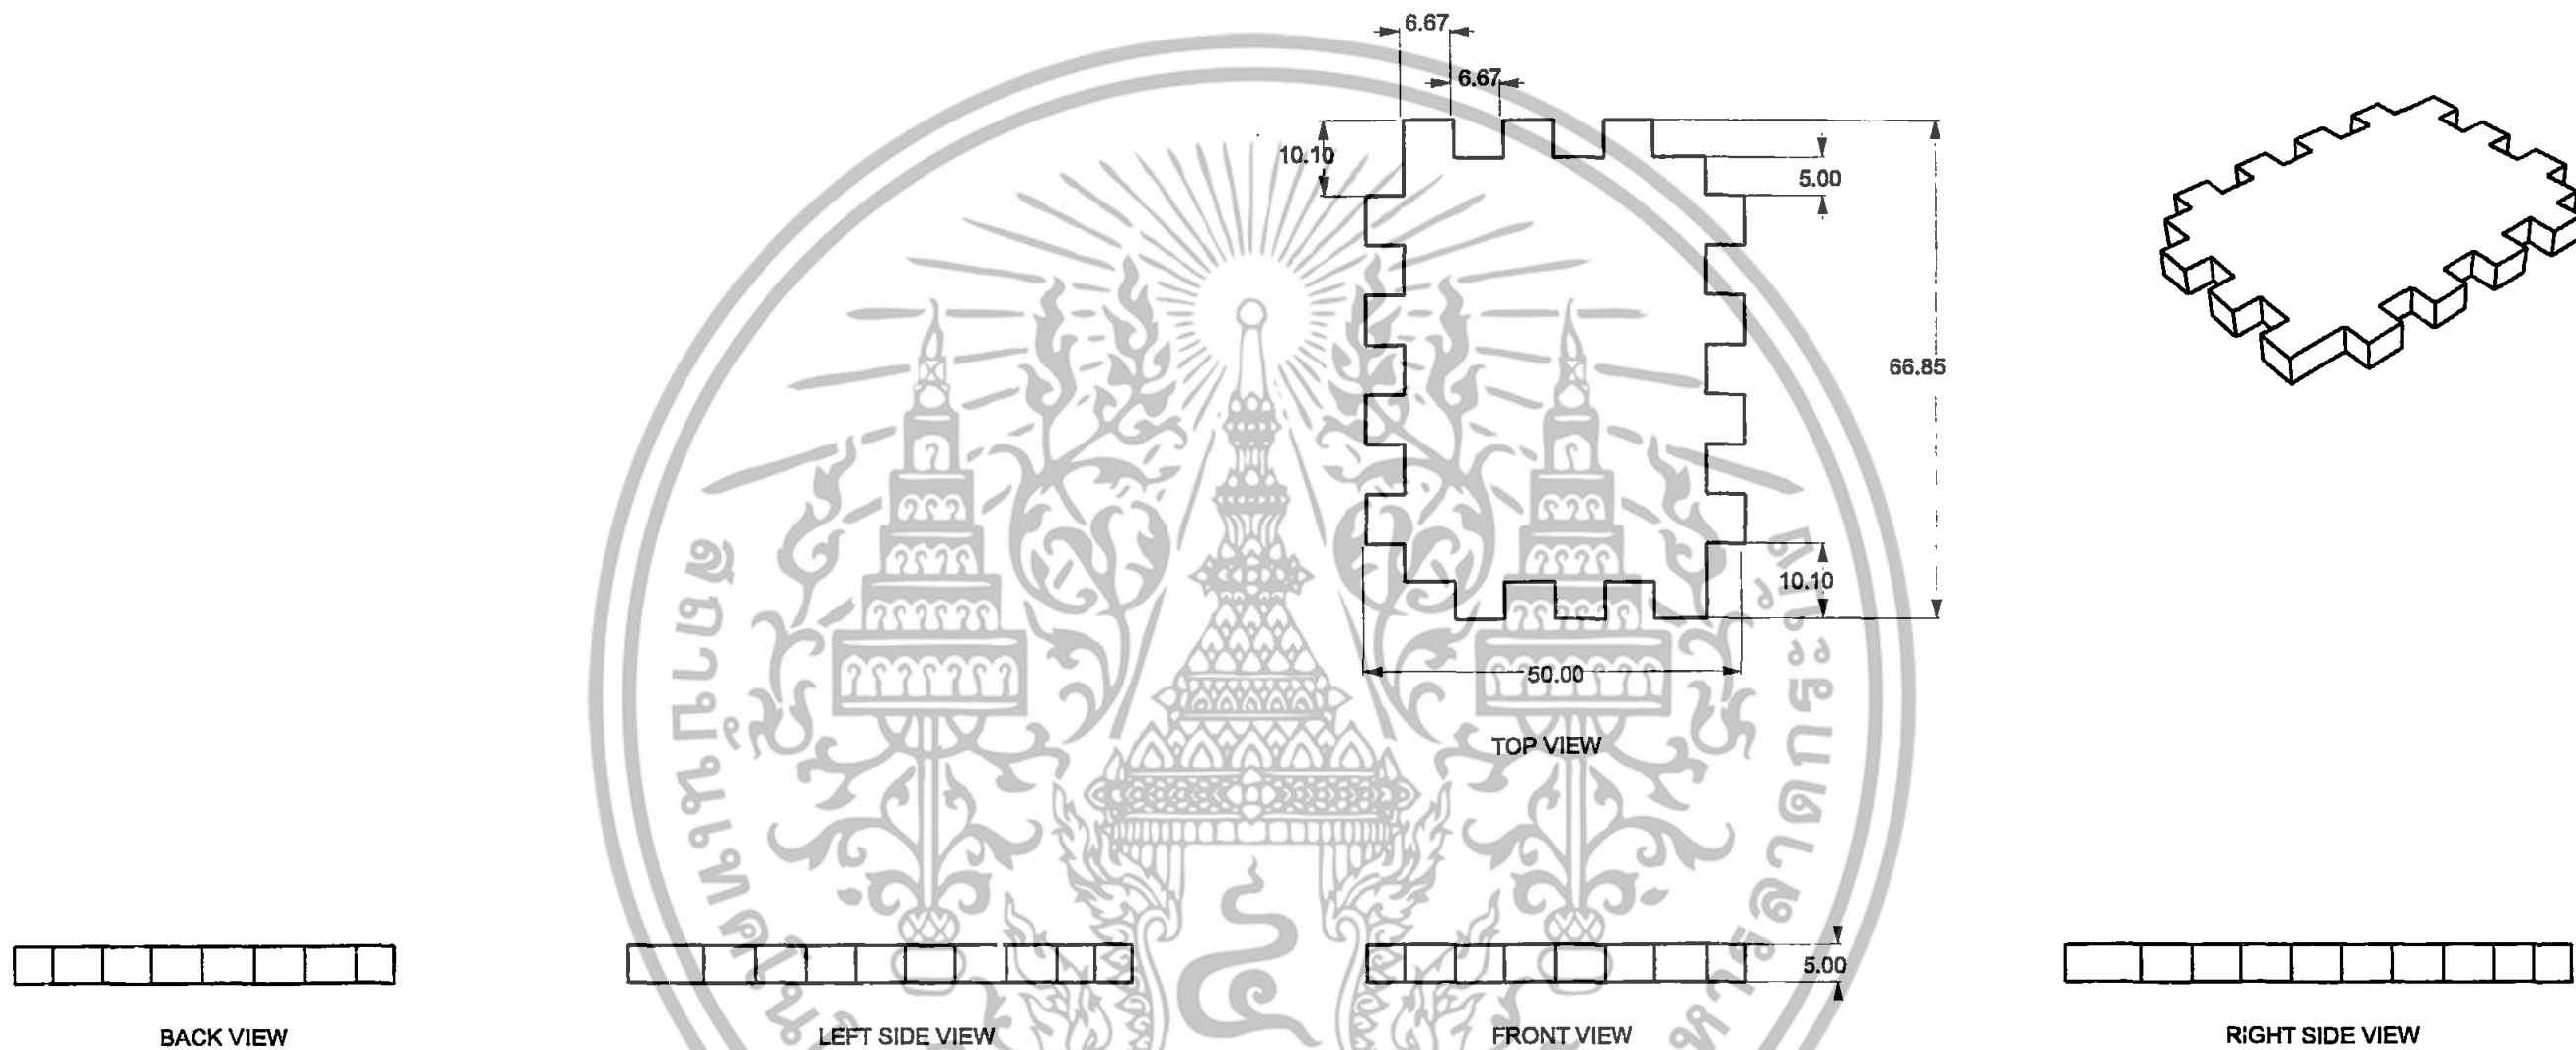 6.67
6.67
10.10
5.00
66.85
10.10
50.00
TOP VIEW
5.00
BACK VIEW
LEFT SIDE VIEW
FRONT VIEW
RIGHT SIDE VIEW